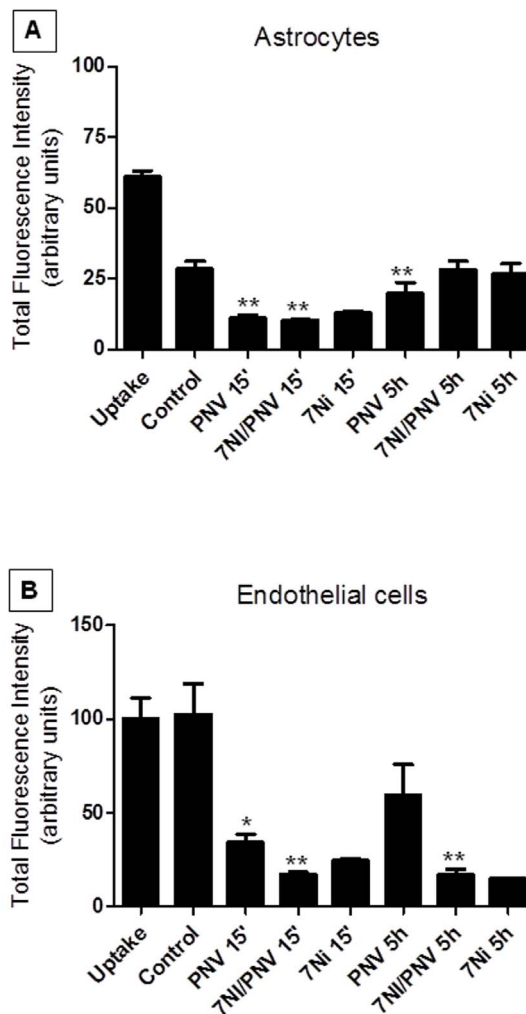 A
Astrocytes
Total Fluorescence Intensity
(arbitrary units)
100
75
50
25
0
** ** **
Uptake
Control
PNV 15'
7NI/PNV 15'
7Ni 15'
PNV 5h
7NI/PNV 5h
7Ni 5h
B
Endothelial cells
Total Fluorescence Intensity
(arbitrary units)
150
100
50
0
* ** **
Uptake
Control
PNV 15'
7NI/PNV 15'
7Ni 15'
PNV 5h
7NI/PNV 5h
7Ni 5h